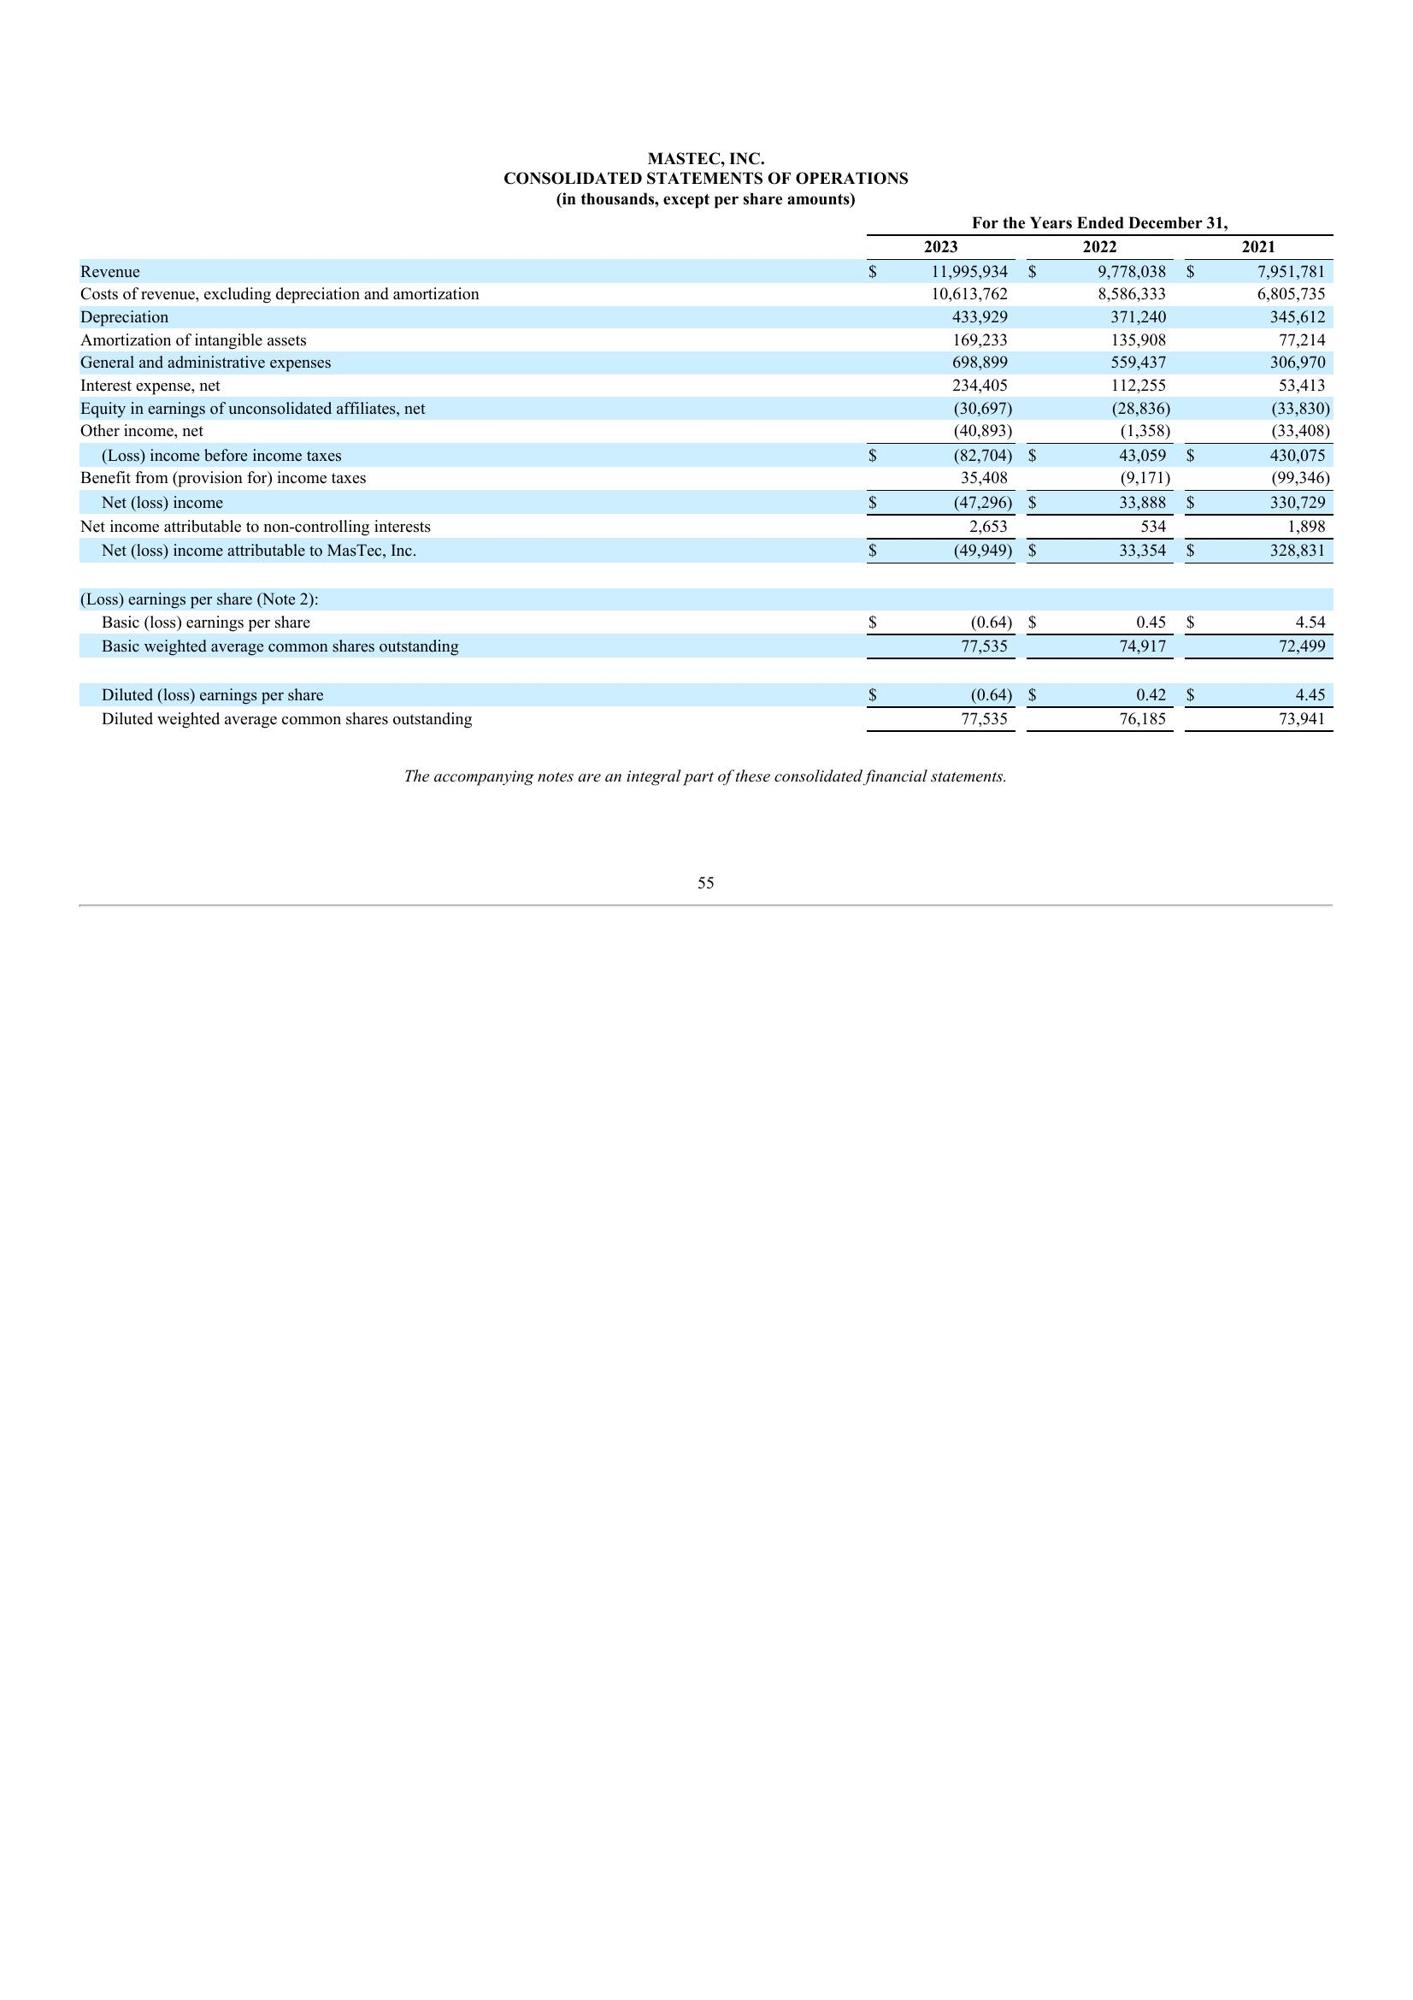 MASTEC, INC.
CONSOLIDATED STATEMENTS OF OPERATIONS
(in thousands, except per share amounts)
For the Years Ended December 31,
2023 2022 2021
Revenue $ 11,995,934 $ 9,778,038 $ 7,951,781
Costs of revenue, excluding depreciation and amortization 10,613,762 8,586,333 6,805,735
Depreciation 433,929 371,240 345,612
Amortization of intangible assets 169,233 135,908 77,214
General and administrative expenses 698,899 559,437 306,970
Interest expense, net 234,405 112,255 53,413
Equity in earnings of unconsolidated affiliates, net (30,697) (28,836) (33,830)
Other income, net (40,893) (1,358) (33,408)
(Loss) income before income taxes $ (82,704) $ 43,059 $ 430,075
Benefit from (provision for) income taxes 35,408 (9,171) (99,346)
Net (loss) income $ (47,296) $ 33,888 $ 330,729
Net income attributable to non-controlling interests 2,653 534 1,898
Net (loss) income attributable to MasTec, Inc. $ (49,949) $ 33,354 $ 328,831
(Loss) earnings per share (Note 2):
Basic (loss) earnings per share $ (0.64) $ 0.45 $ 4.54
Basic weighted average common shares outstanding 77,535 74,917 72,499
Diluted (loss) earnings per share $ (0.64) $ 0.42 $ 4.45
Diluted weighted average common shares outstanding 77,535 76,185 73,941
The accompanying notes are an integral part of these consolidated financial statements.
55